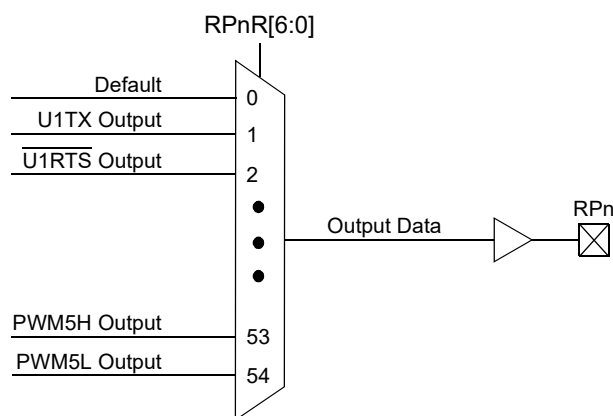 RPnR[6:0]
Default 0
U1TX Output 1
U1RTS Output 2
Output Data
RPn
PWM5H Output 53
PWM5L Output 54